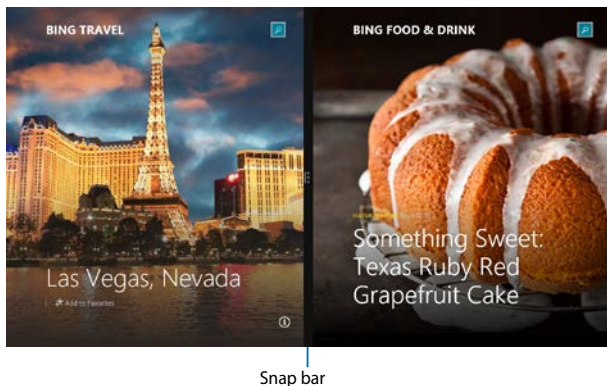 BING TRAVEL
BING FOOD & DRINK
Las Vegas, Nevada
Add to Favorites
Something Sweet:
Texas Ruby Red
Grapefruit Cake
Snap bar